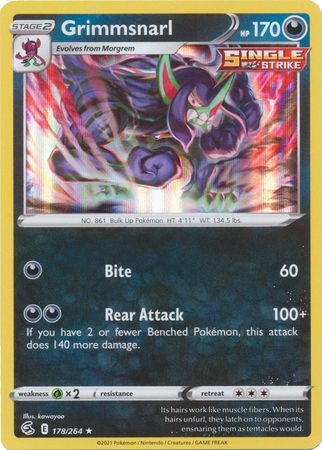 STAGE 2
Grimmsnarl
HP 170
Evolves from Morgrem
SINGLE
STRIKE
NO. 861 Bulk Up Pokémon HT: 4'11" WT: 134.5 lbs.
Bite 60
Rear Attack 100+
If you have 2 or fewer Benched Pokémon, this attack
does 140 more damage.
weakness ×2 resistance retreat
Illus. kawayoo
Its hairs work like muscle fibers. When its
hairs unfurl, they latch on to opponents,
ensnaring them as tentacles would.
E 178/264 ★
©2021 Pokémon / Nintendo / Creatures / GAME FREAK